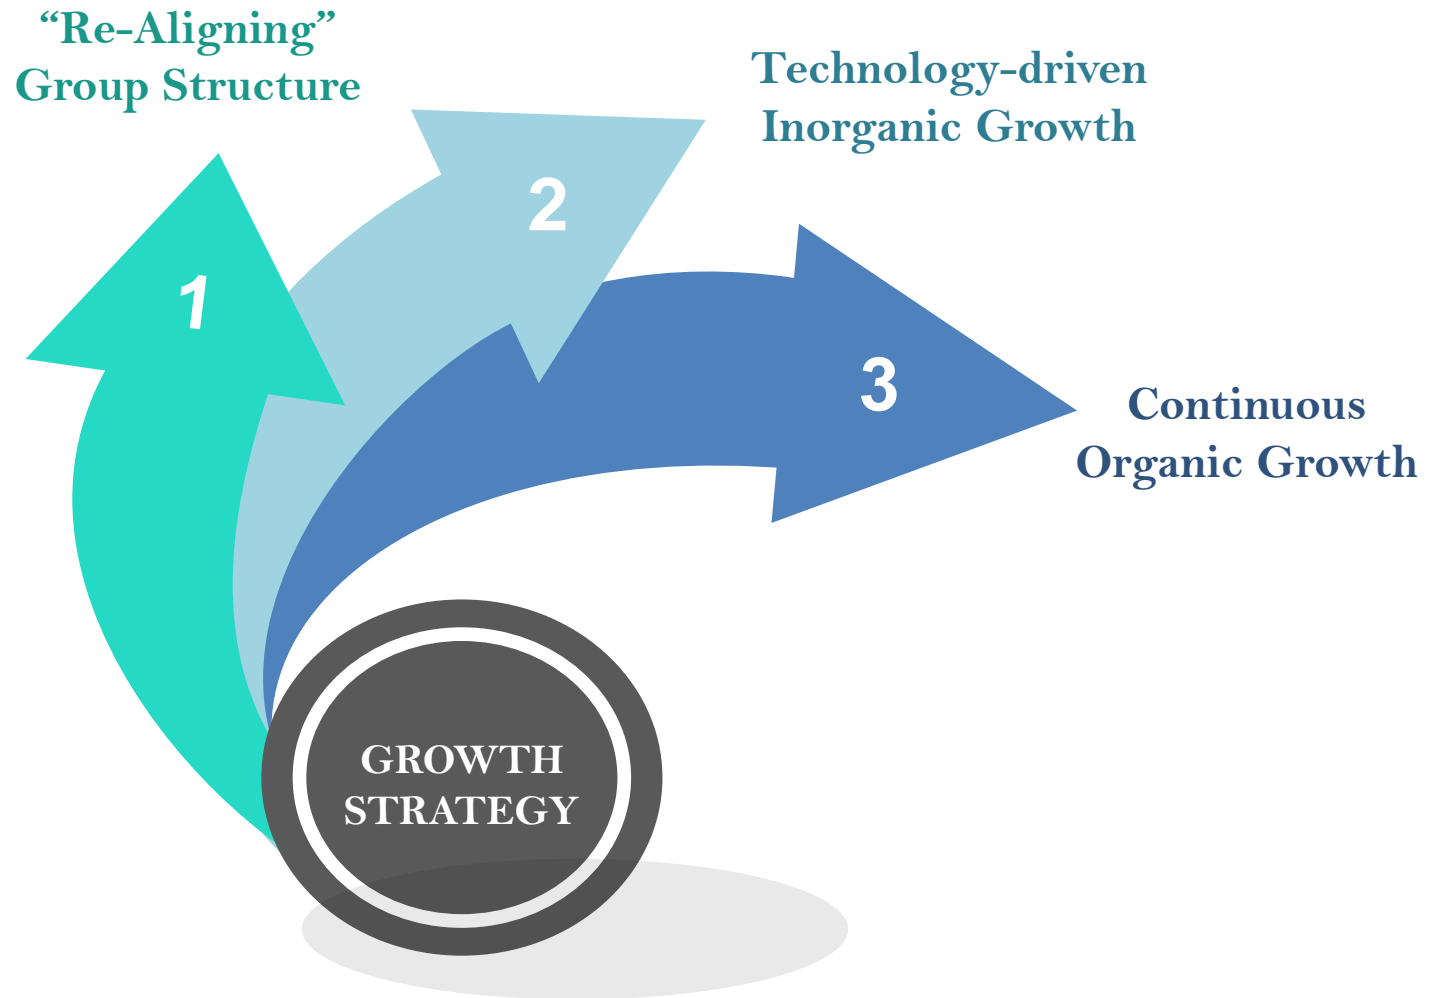 “Re-Aligning”
Group Structure
Technology-driven
Inorganic Growth
1
2
3
Continuous
Organic Growth
GROWTH
STRATEGY